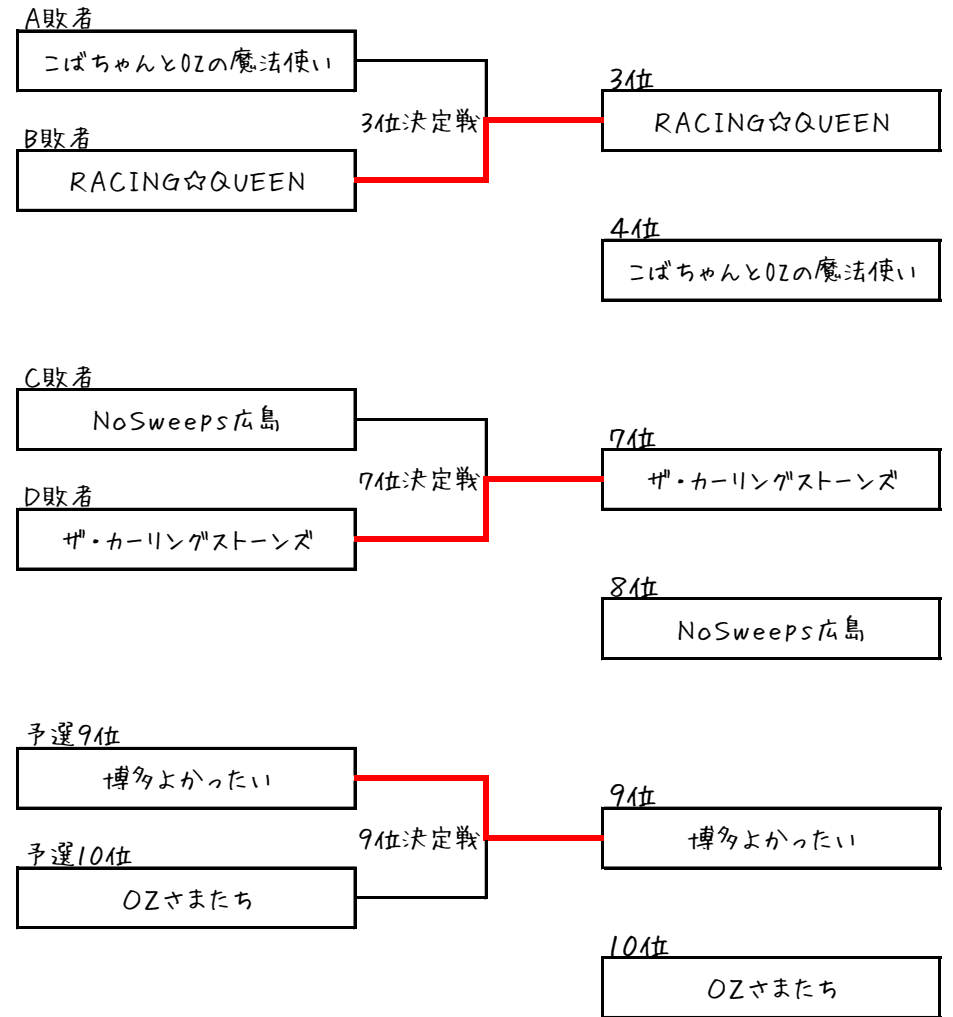 A敗者
こばちゃんとOZの魔法使い
3位決定戦
3位
RACING☆QUEEN
B敗者
RACING☆QUEEN
4位
こばちゃんとOZの魔法使い
C敗者
NoSweeps広島
7位決定戦
7位
ザ・カーリングストーンズ
D敗者
ザ・カーリングストーンズ
8位
NoSweeps広島
予選9位
博多よかったい
9位決定戦
9位
博多よかったい
予選10位
OZさまたち
10位
OZさまたち